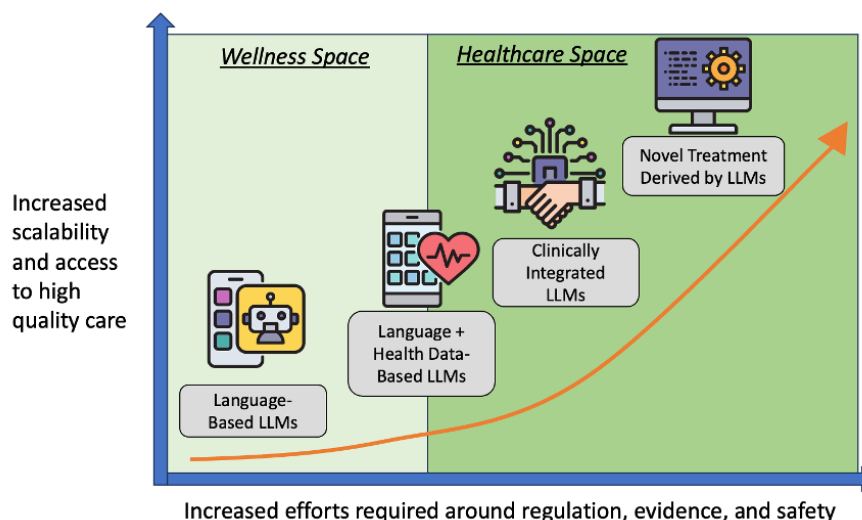 Wellness Space
Healthcare Space
Novel Treatment
Derived by LLMs
Clinically
Integrated
LLMs
Increased
scalability
and access
to high
quality care
Language +
Health Data-
Based LLMs
Language-
Based LLMs
Increased efforts required around regulation, evidence, and safety